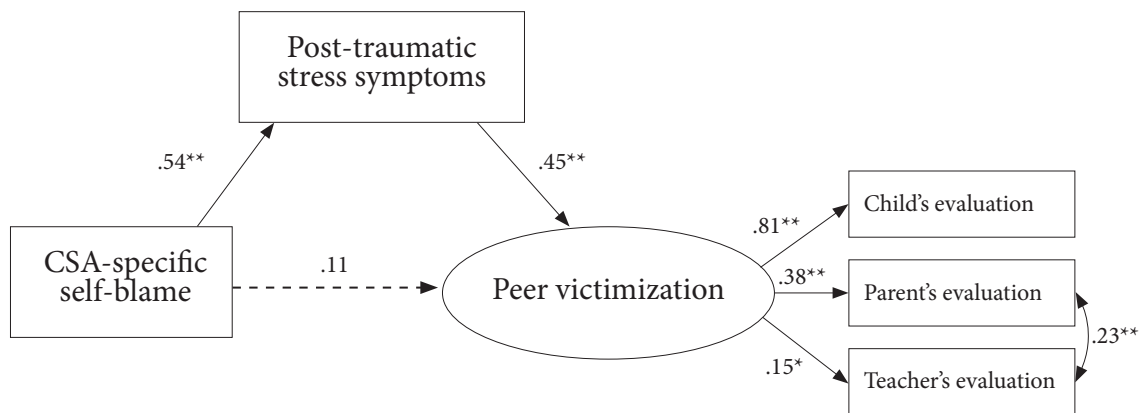 Post-traumatic
stress symptoms
.54**
.45**
Child’s evaluation
.81**
CSA-specific
self-blame
.11
Peer victimization
.38**
Parent’s evaluation
.23**
.15*
Teacher’s evaluation